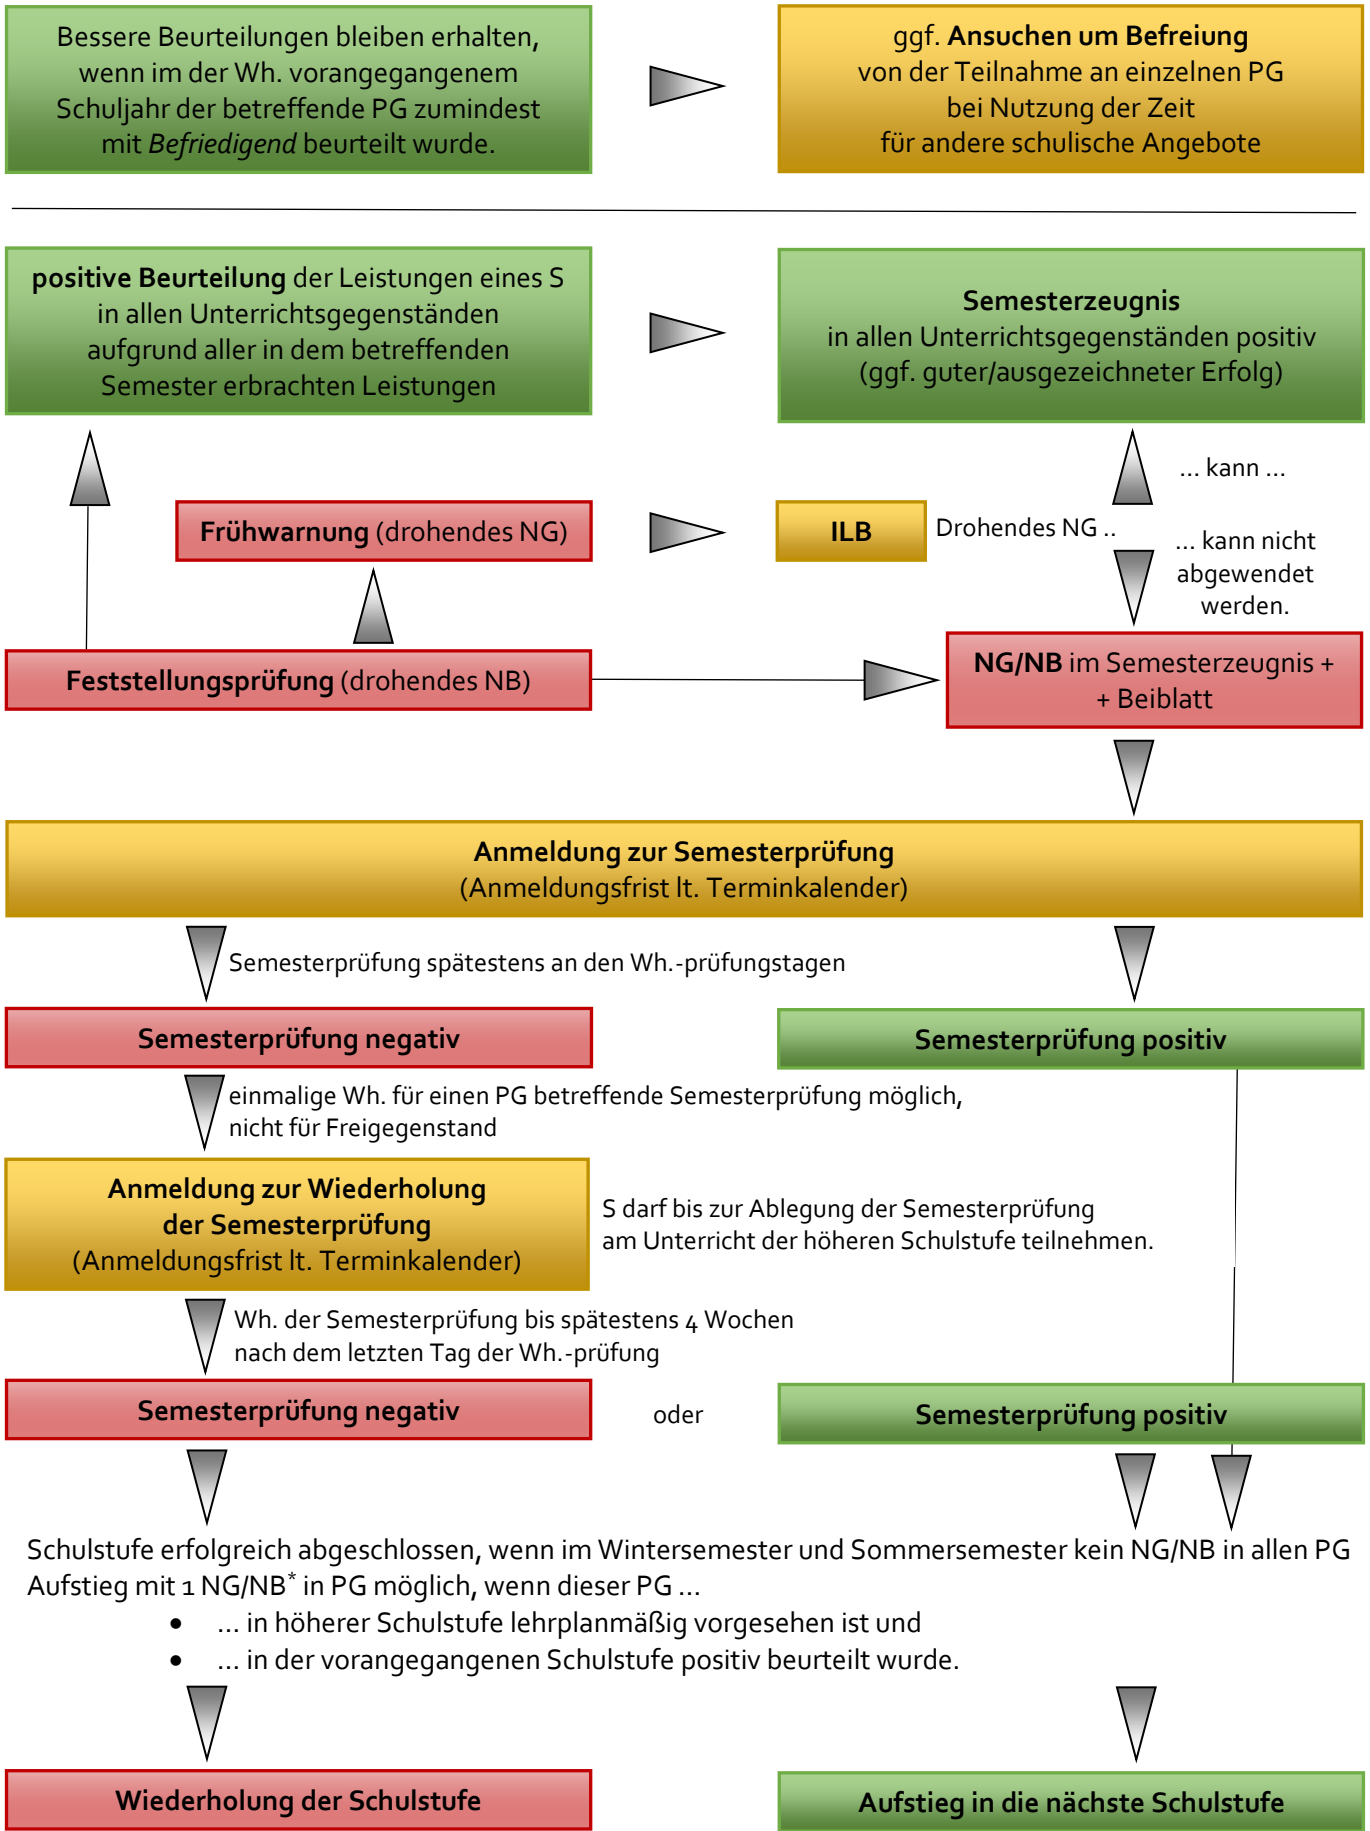 Bessere Beurteilungen bleiben erhalten,
wenn im der Wh. vorangegangenem
Schuljahr der betreffende PG zumindest
mit Befriedigend beurteilt wurde.
ggf. Ansuchen um Befreiung
von der Teilnahme an einzelnen PG
bei Nutzung der Zeit
für andere schulische Angebote
positive Beurteilung der Leistungen eines S
in allen Unterrichtsgegenständen
aufgrund aller in dem betreffenden
Semester erbrachten Leistungen
Semesterzeugnis
in allen Unterrichtsgegenständen positiv
(ggf. guter/ausgezeichneter Erfolg)
... kann ...
Frühwarnung (drohendes NG)
ILB
Drohendes NG ..
... kann nicht
abgewendet
werden.
Feststellungsprüfung (drohendes NB)
NG/NB im Semesterzeugnis +
+ Beiblatt
Anmeldung zur Semesterprüfung
(Anmeldungsfrist lt. Terminkalender)
Semesterprüfung spätestens an den Wh.-prüfungstagen
Semesterprüfung negativ
Semesterprüfung positiv
einmalige Wh. für einen PG betreffende Semesterprüfung möglich,
nicht für Freigegenstand
Anmeldung zur Wiederholung
der Semesterprüfung
(Anmeldungsfrist lt. Terminkalender)
S darf bis zur Ablegung der Semesterprüfung
am Unterricht der höheren Schulstufe teilnehmen.
Wh. der Semesterprüfung bis spätestens 4 Wochen
nach dem letzten Tag der Wh.-prüfung
Semesterprüfung negativ
oder
Semesterprüfung positiv
Schulstufe erfolgreich abgeschlossen, wenn im Wintersemester und Sommersemester kein NG/NB in allen PG
Aufstieg mit 1 NG/NB* in PG möglich, wenn dieser PG ...
• ... in höherer Schulstufe lehrplanmäßig vorgesehen ist und
• ... in der vorangegangenen Schulstufe positiv beurteilt wurde.
Wiederholung der Schulstufe
Aufstieg in die nächste Schulstufe